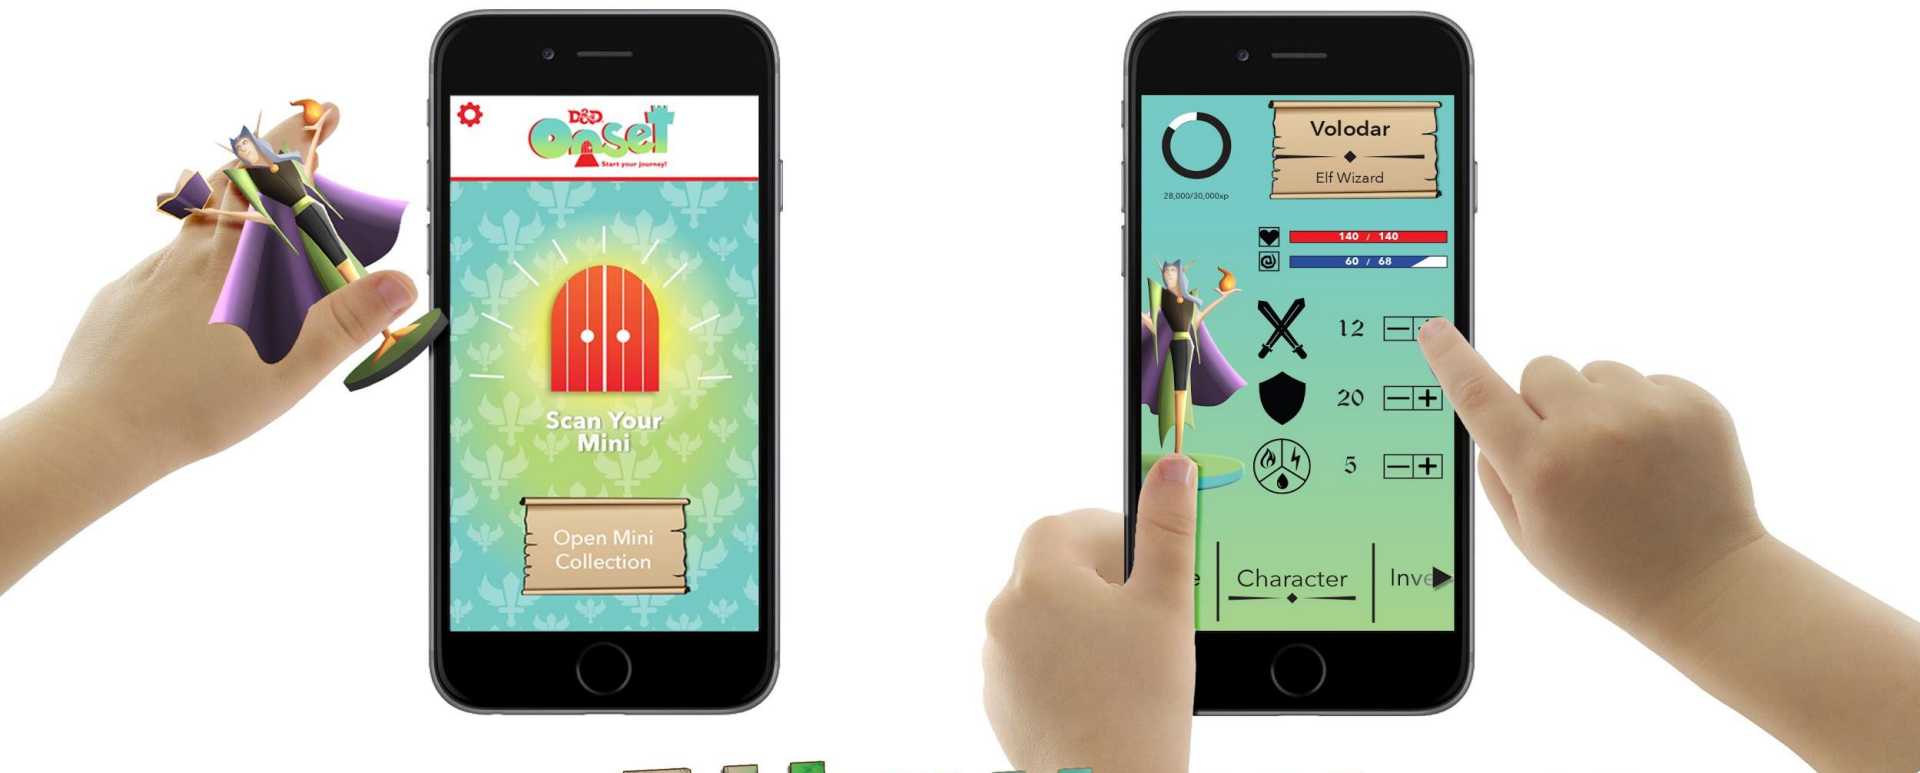 D&D
Onset
Start your journey!
Scan Your
Mini
Open Mini
Collection
Volodar
Elf Wizard
28,000/30,000xp
140 / 140
60 / 68
12
20
5
e
Character
Inve